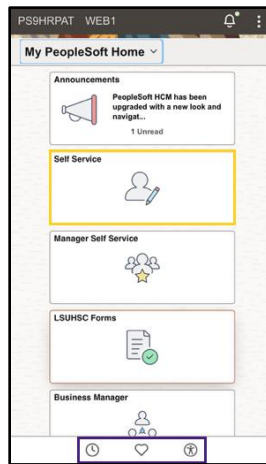 PS9HRPAT WEB1
My PeopleSoft Home
Announcements
PeopleSoft HCM has been
upgraded with a new look and
navigat...
1 Unread
Self Service
Manager Self Service
LSUHSC Forms
Business Manager